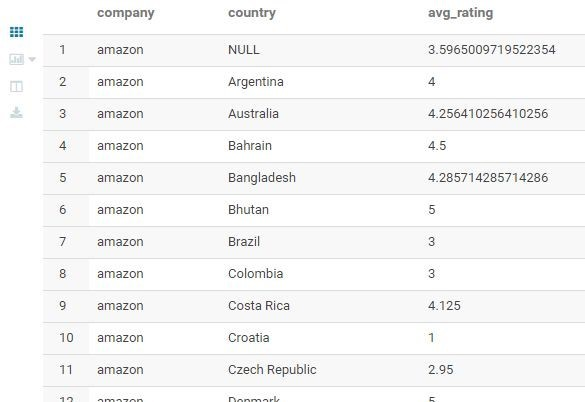 company country avg_rating
1 amazon NULL 3.5965009719522354
2 amazon Argentina 4
3 amazon Australia 4.256410256410256
4 amazon Bahrain 4.5
5 amazon Bangladesh 4.285714285714286
6 amazon Bhutan 5
7 amazon Brazil 3
8 amazon Colombia 3
9 amazon Costa Rica 4.125
10 amazon Croatia 1
11 amazon Czech Republic 2.95
12 amazon Denmark 5